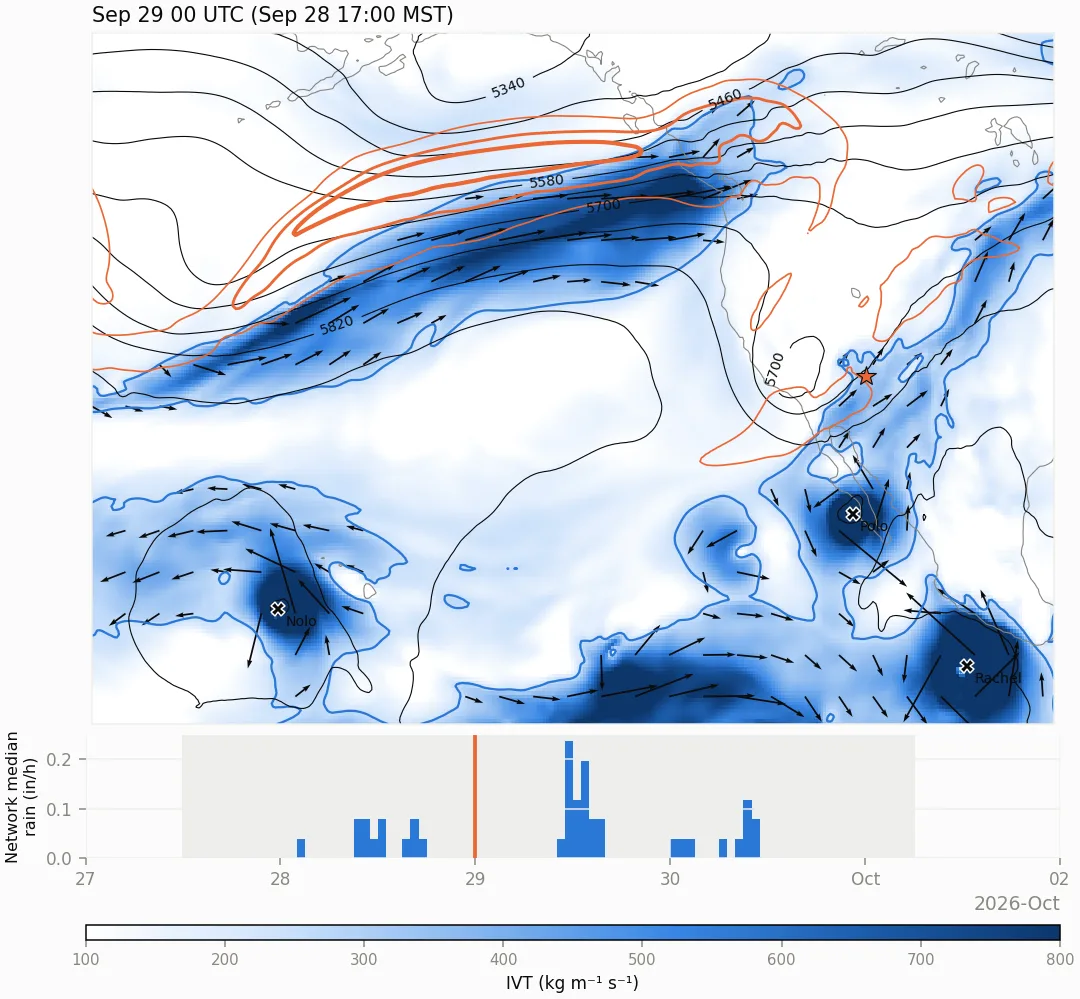 Sep 29 00 UTC (Sep 28 17:00 MST)
5340
5460
5580
5700
5820
5700
Polo
Nolo
Rachel
Network median
rain (in/h)
0.2
0.1
0.0
27 28 29 30 Oct 02
2026-Oct
100 200 300 400 500 600 700 800
IVT (kg m⁻¹ s⁻¹)